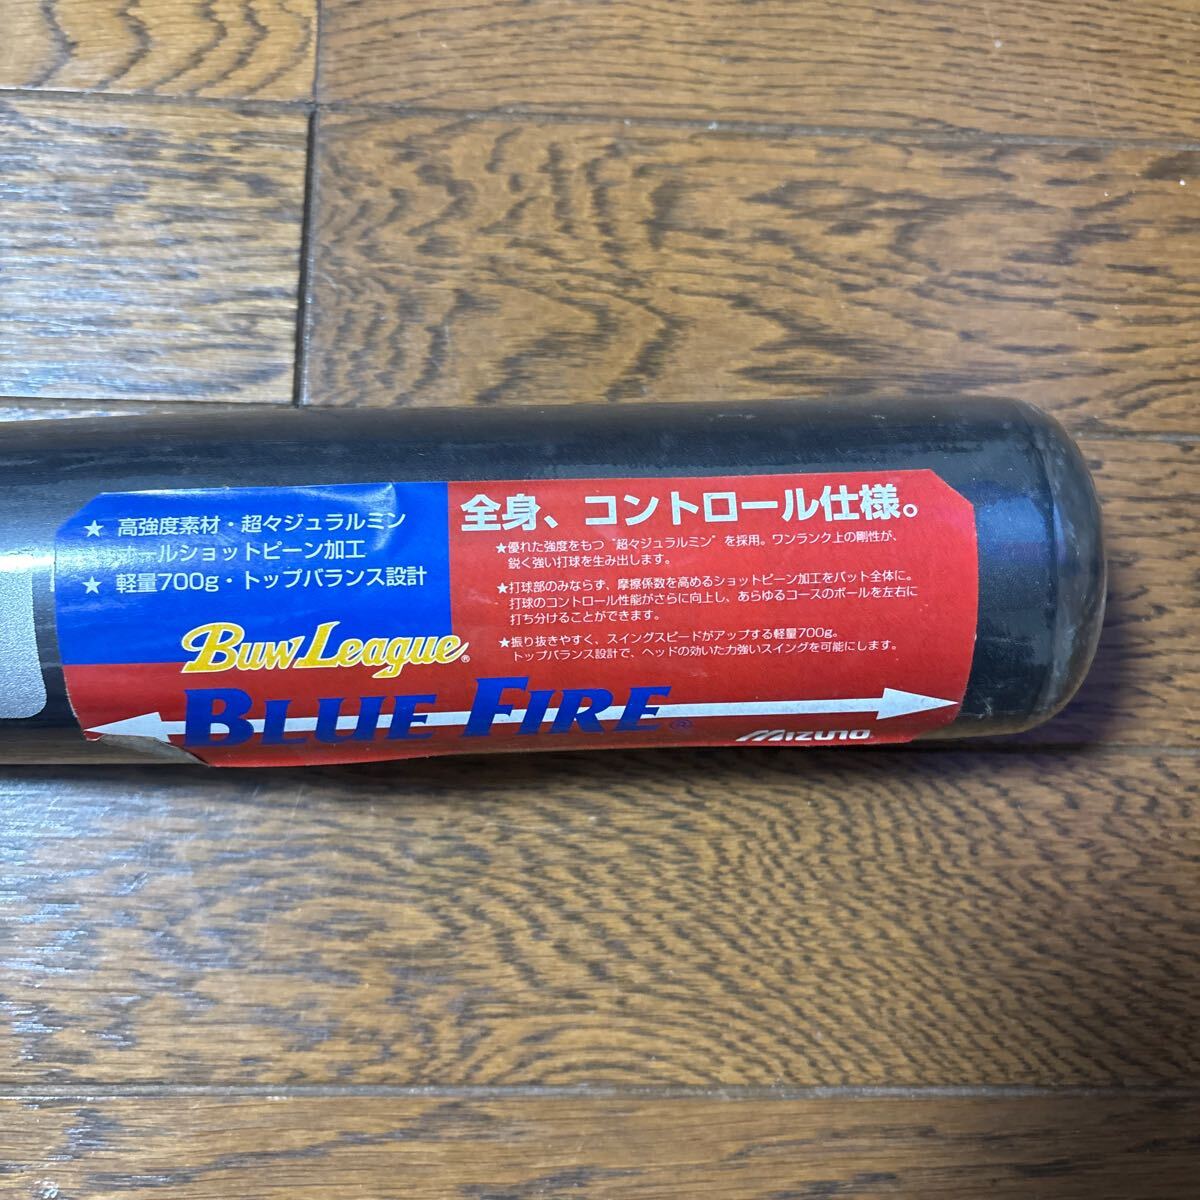 ★ 高強度素材・超々ジュラルミン
ホールショットピーン加工
★ 軽量700g・トップバランス設計
Buw League®
BLUE FIRE®
全身、コントロール仕様。
★優れた強度をもつ"超々ジュラルミン"を採用。ワンランク上の剛性が、
鋭く強い打球を生み出します。
★打球部のみならず、摩擦係数を高めるショットピーン加工をバット全体に。
打球のコントロール性能がさらに向上し、あらゆるコースのボールを左右に
打ち分けることができます。
★振り抜きやすく、スイングスピードがアップする軽量700g。
トップバランス設計で、ヘッドの効いた力強いスイングを可能にします。
MIZUNO